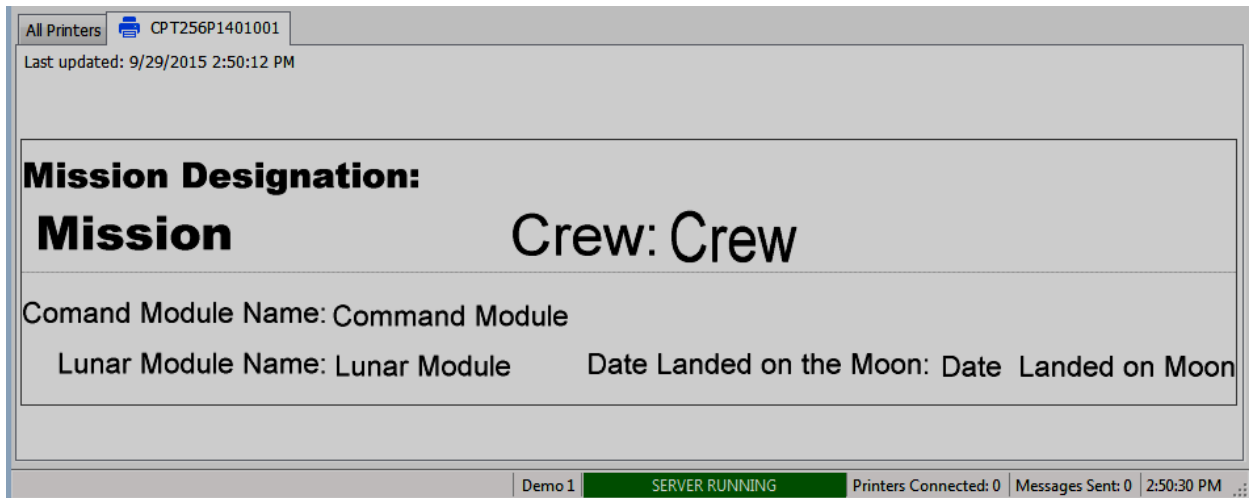 All Printers CPT256P1401001
Last updated: 9/29/2015 2:50:12 PM
Mission Designation:
Mission Crew: Crew
Comand Module Name: Command Module
Lunar Module Name: Lunar Module Date Landed on the Moon: Date Landed on Moon
Demo 1 SERVER RUNNING Printers Connected: 0 Messages Sent: 0 2:50:30 PM